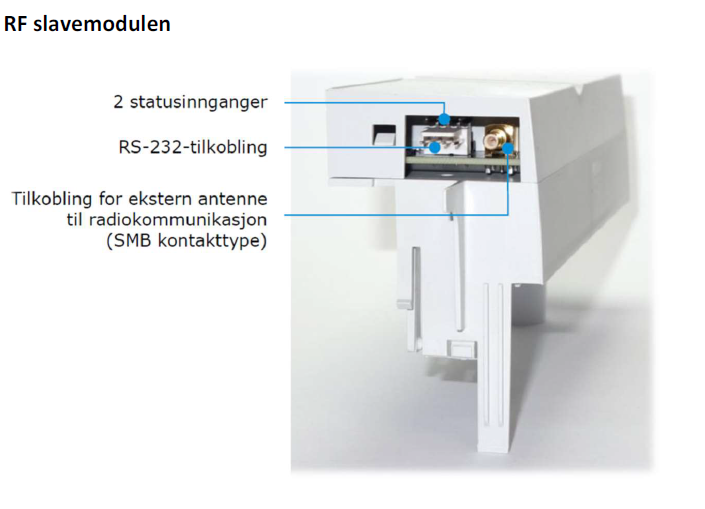 RF slavemodulen
2 statusinnganger
RS-232-tilkobling
Tilkobling for ekstern antenne
til radiokommunikasjon
(SMB kontakttype)